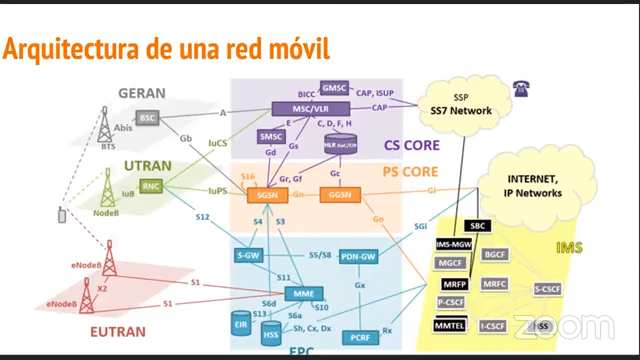 Arquitectura de una red móvil
GERAN
BSC
Abis
BTS
A
Gb
UTRAN
RNC
IuB
NodeB
IuCS
IuPS
S12
eNodeB
X2
eNodeB
S1
S1
EUTRAN
GMSC
BICC
CAP, ISUP
MSC/VLR
CAP
E
C, D, F, H
SMSC
Gs
Gd
HLR AuC/EIR
CS CORE
PS CORE
Gr, Gf
Gc
S16
SGSN
Gn
GGSN
Gi
Go
S4
S3
S-GW
S5/S8
PDN-GW
SGi
S11
MME
Gx
S10
S6d
S13
S6a
EIR
HSS
Sh, Cx, Dx
PCRF
Rx
EPC
SSP
SS7 Network
INTERNET,
IP Networks
SBC
IMS
IMS-MGW
MGCF
BGCF
MRFP
MRFC
S-CSCF
P-CSCF
MMTEL
I-CSCF
HSS
zoom